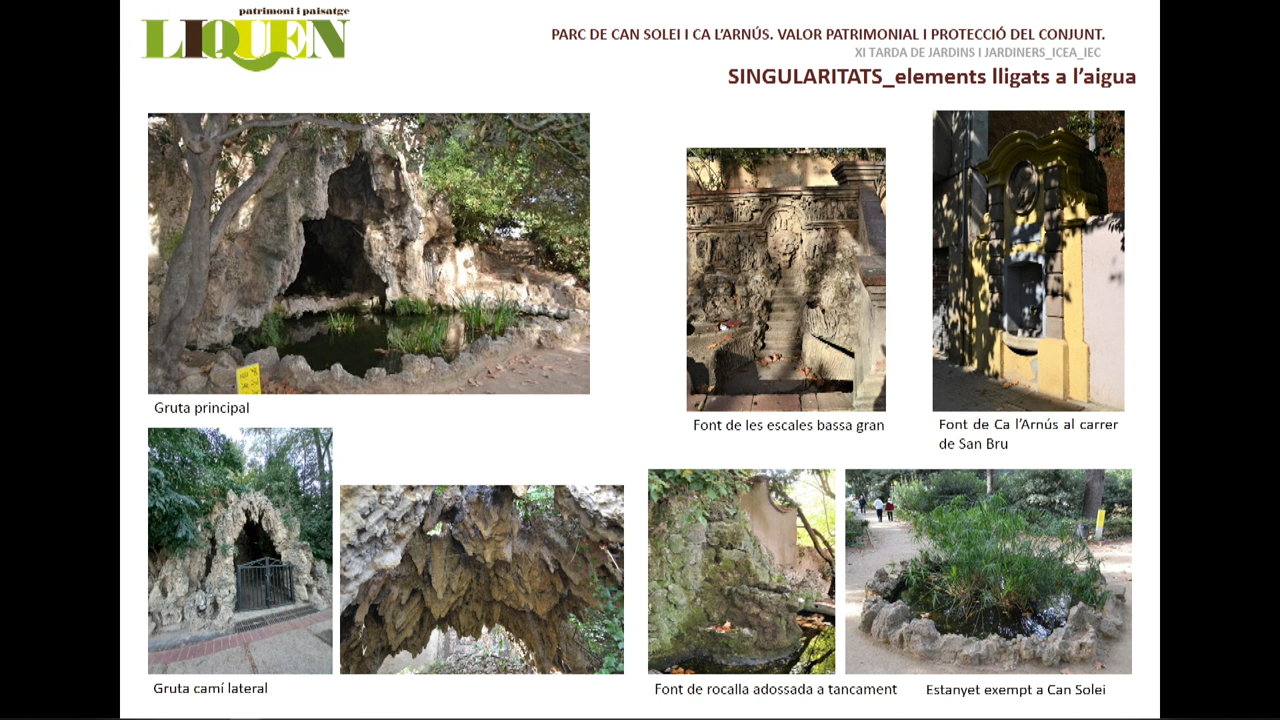 patrimoni i paisatge
LIQUEN
PARC DE CAN SOLEI I CA L'ARNÚS. VALOR PATRIMONIAL I PROTECCIÓ DEL CONJUNT.
XI TARDA DE JARDINS I JARDINERS_ICEA_IEC
SINGULARITATS_elements lligats a l'aigua
Gruta principal
Font de les escales bassa gran
Font de Ca l'Arnús al carrer
de San Bru
Gruta camí lateral
Font de rocalla adossada a tancament
Estanyet exempt a Can Solei